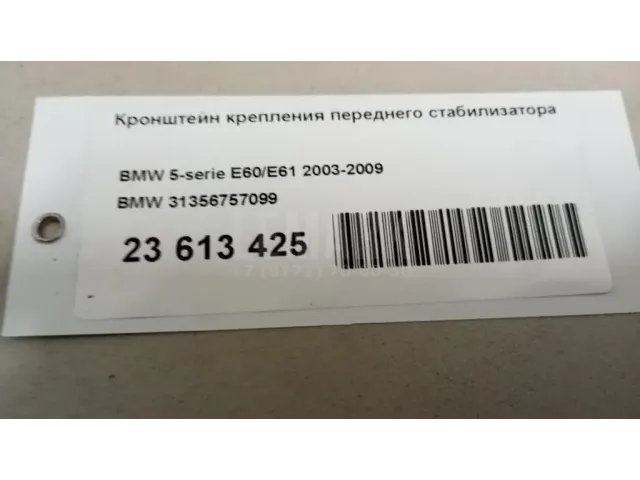 Кронштейн крепления переднего стабилизатора
BMW 5-serie E60/E61 2003-2009
BMW 31356757099
23 613 425